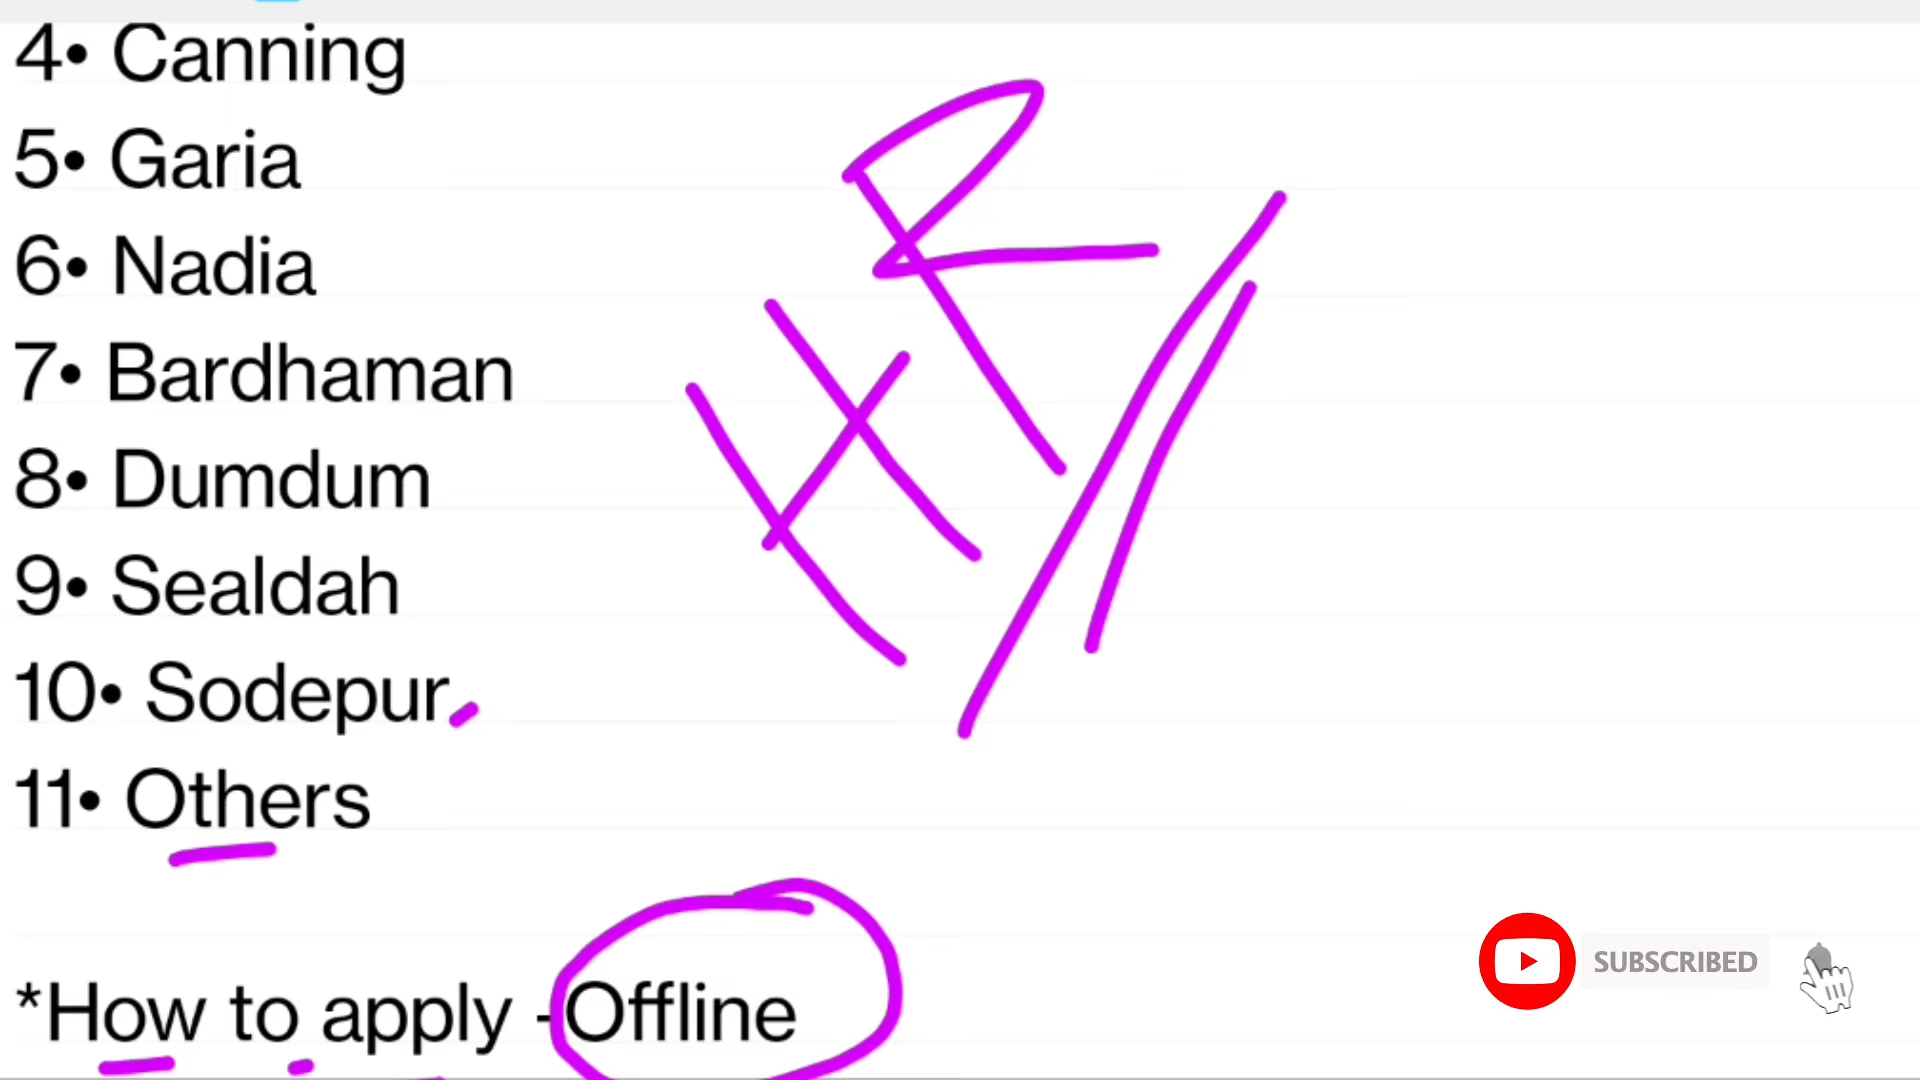 4• Canning
5• Garia
6• Nadia
7• Bardhaman
8• Dumdum
9• Sealdah
10• Sodepur
11• Others
*How to apply -Offline
SUBSCRIBED